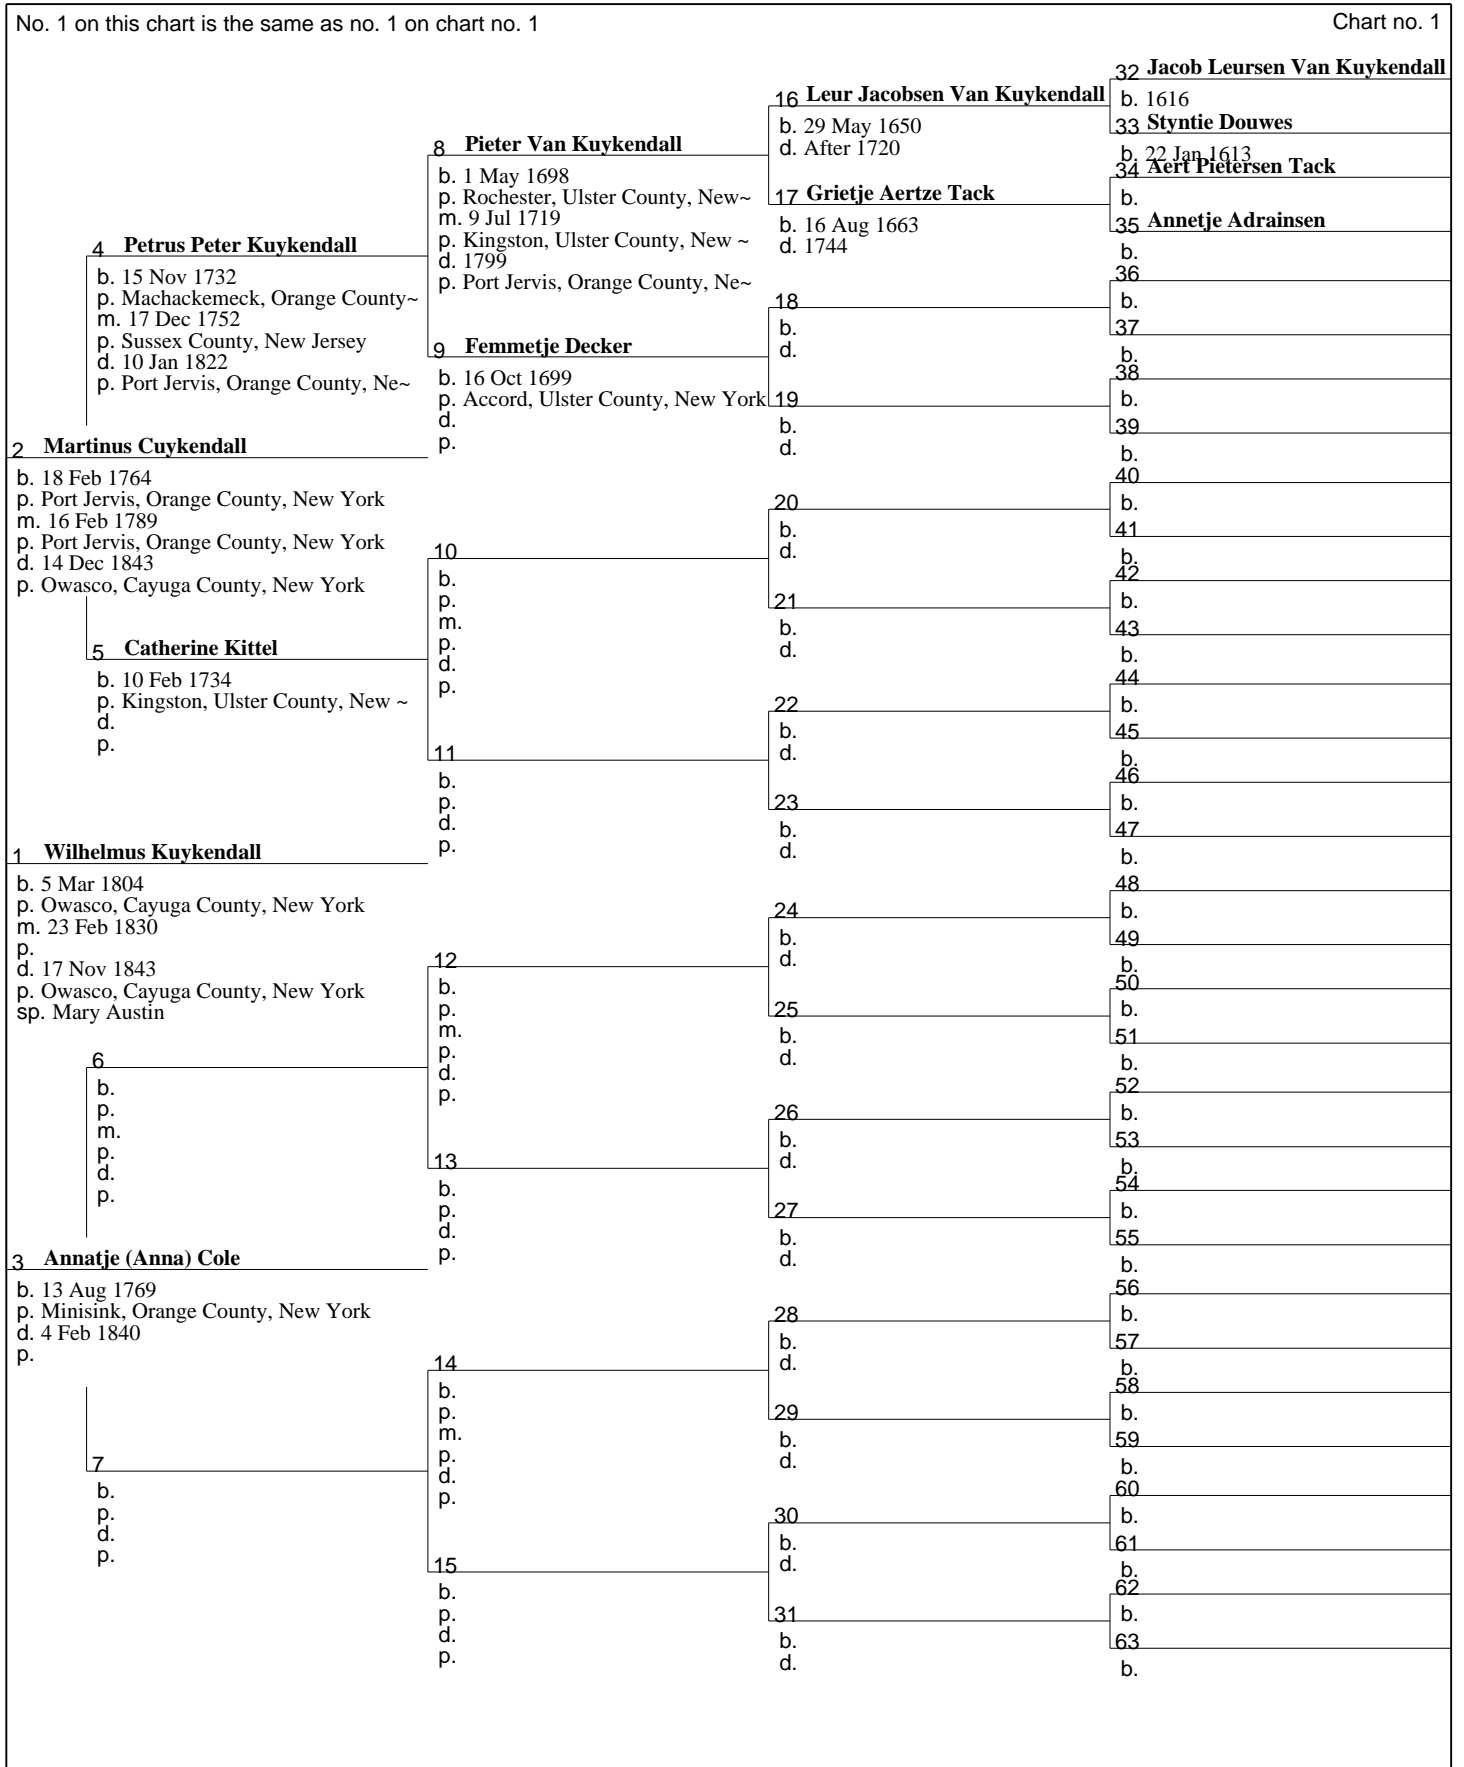 No. 1 on this chart is the same as no. 1 on chart no. 1
Chart no. 1
4 Petrus Peter Kuykendall
b. 15 Nov 1732
p. Machackemeck, Orange County~
m. 17 Dec 1752
p. Sussex County, New Jersey
d. 10 Jan 1822
p. Port Jervis, Orange County, Ne~
2 Martinus Cuykendall
b. 18 Feb 1764
p. Port Jervis, Orange County, New York
m. 16 Feb 1789
p. Port Jervis, Orange County, New York
d. 14 Dec 1843
p. Owasco, Cayuga County, New York
5 Catherine Kittel
b. 10 Feb 1734
p. Kingston, Ulster County, New ~
d.
p.
1 Wilhelmus Kuykendall
b. 5 Mar 1804
p. Owasco, Cayuga County, New York
m. 23 Feb 1830
p.
d. 17 Nov 1843
p. Owasco, Cayuga County, New York
sp. Mary Austin
6
b.
p.
m.
p.
d.
p.
3 Annatje (Anna) Cole
b. 13 Aug 1769
p. Minisink, Orange County, New York
d. 4 Feb 1840
p.
7
b.
p.
d.
p.
8 Pieter Van Kuykendall
b. 1 May 1698
p. Rochester, Ulster County, New~
m. 9 Jul 1719
p. Kingston, Ulster County, New ~
d. 1799
p. Port Jervis, Orange County, Ne~
9 Femmetje Decker
b. 16 Oct 1699
p. Accord, Ulster County, New York
d.
p.
10
b.
p.
m.
p.
d.
p.
11
b.
p.
d.
p.
12
b.
p.
m.
p.
d.
p.
13
b.
p.
d.
p.
14
b.
p.
m.
p.
d.
p.
15
b.
p.
d.
p.
16 Leur Jacobsen Van Kuykendall
b. 29 May 1650
d. After 1720
17 Grietje Aertze Tack
b. 16 Aug 1663
d. 1744
18
b.
d.
19
b.
d.
20
b.
d.
21
b.
d.
22
b.
d.
23
b.
d.
24
b.
d.
25
b.
d.
26
b.
d.
27
b.
d.
28
b.
d.
29
b.
d.
30
b.
d.
31
b.
d.
32 Jacob Leursen Van Kuykendall
b. 1616
33 Styntie Douwes
b. 22 Jan 1613
34 Aert Pietersen Tack
b.
35 Annetje Adrainsen
b.
36
b.
37
b.
38
b.
39
b.
40
b.
41
b.
42
b.
43
b.
44
b.
45
b.
46
b.
47
b.
48
b.
49
b.
50
b.
51
b.
52
b.
53
b.
54
b.
55
b.
56
b.
57
b.
58
b.
59
b.
60
b.
61
b.
62
b.
63
b.